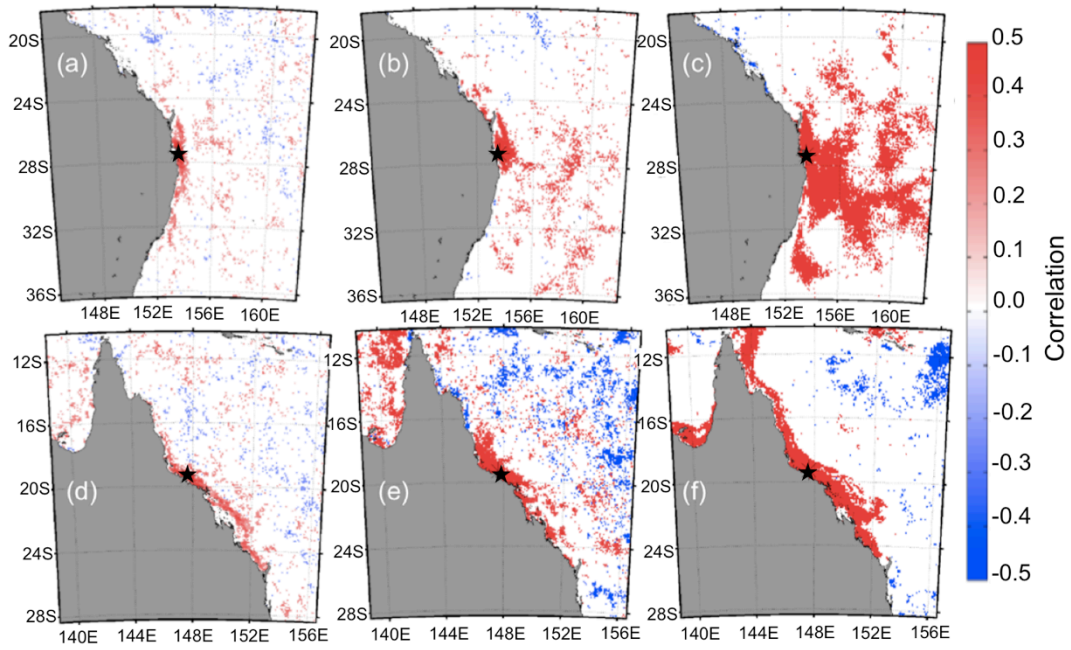 (a) (b) (c)
20S 20S 20S
24S 24S 24S
28S 28S 28S
32S 32S 32S
36S 36S 36S
148E 152E 156E 160E 148E 152E 156E 160E 148E 152E 156E 160E
(d) (e) (f)
12S 12S 12S
16S 16S 16S
20S 20S 20S
24S 24S 24S
28S 28S 28S
140E 144E 148E 152E 156E 140E 144E 148E 152E 156E 140E 144E 148E 152E 156E
0.5
0.4
0.3
0.2
0.1
0.0
-0.1
-0.2
-0.3
-0.4
-0.5
Correlation